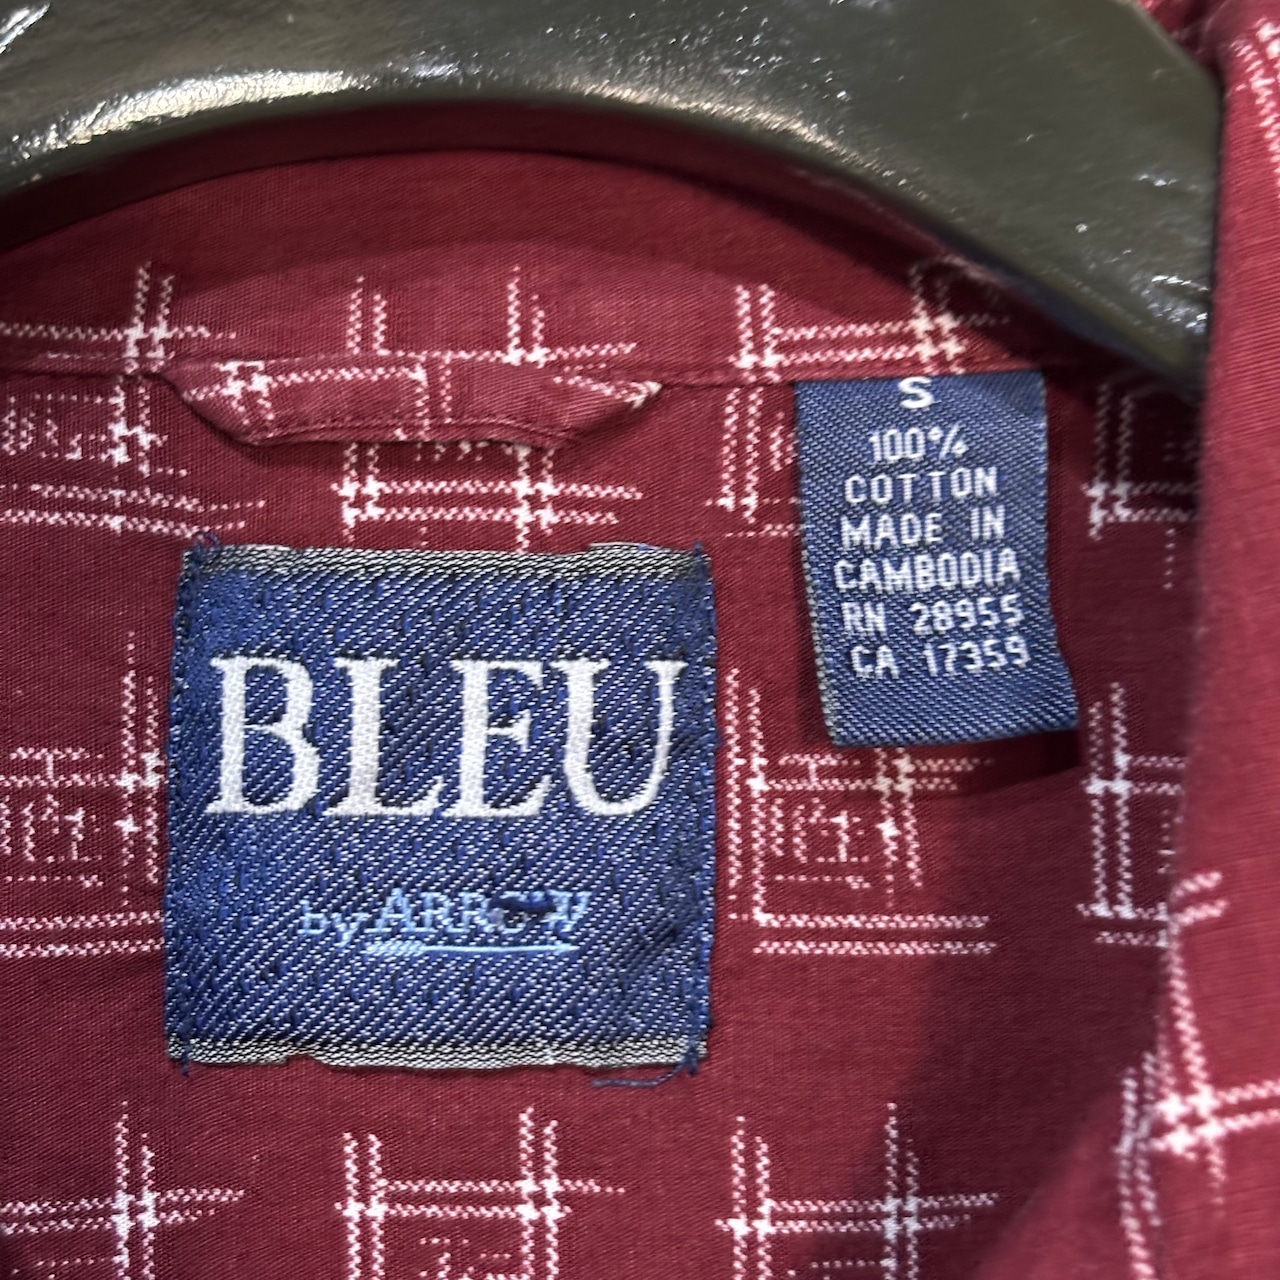 S
100%
COTTON
MADE IN
CAMBODIA
RN 28955
CA 17359
BLEU
by ARROW